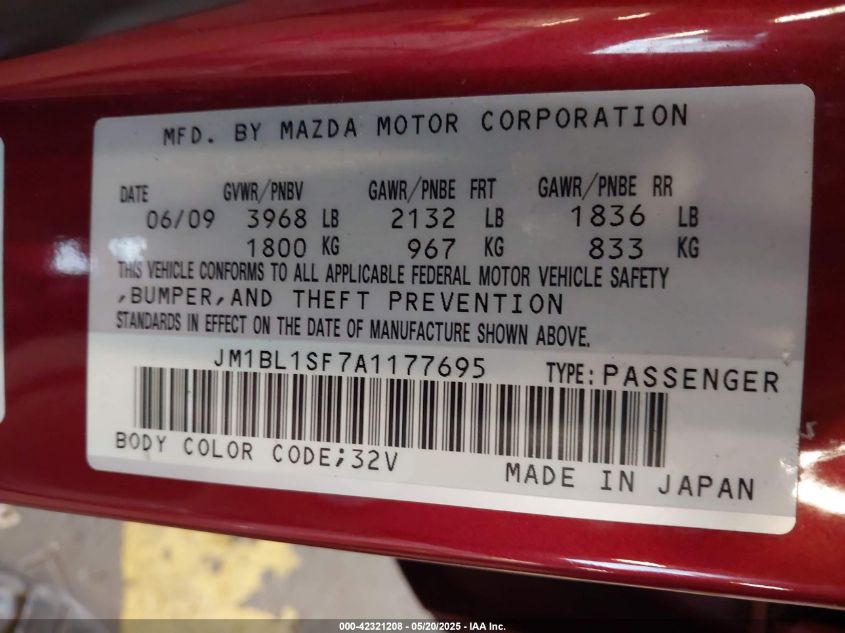 MFD. BY MAZDA MOTOR CORPORATION
DATE GVWR/PNBV GAWR/PNBE FRT GAWR/PNBE RR
06/09 3968 LB 2132 LB 1836 LB
1800 KG 967 KG 833 KG
THIS VEHICLE CONFORMS TO ALL APPLICABLE FEDERAL MOTOR VEHICLE SAFETY
,BUMPER,AND THEFT PREVENTION
STANDARDS IN EFFECT ON THE DATE OF MANUFACTURE SHOWN ABOVE.
JM1BL1SF7A1177695 TYPE:PASSENGER
BODY COLOR CODE;32V
MADE IN JAPAN
000-42321208 - 05/20/2025 - IAA Inc.